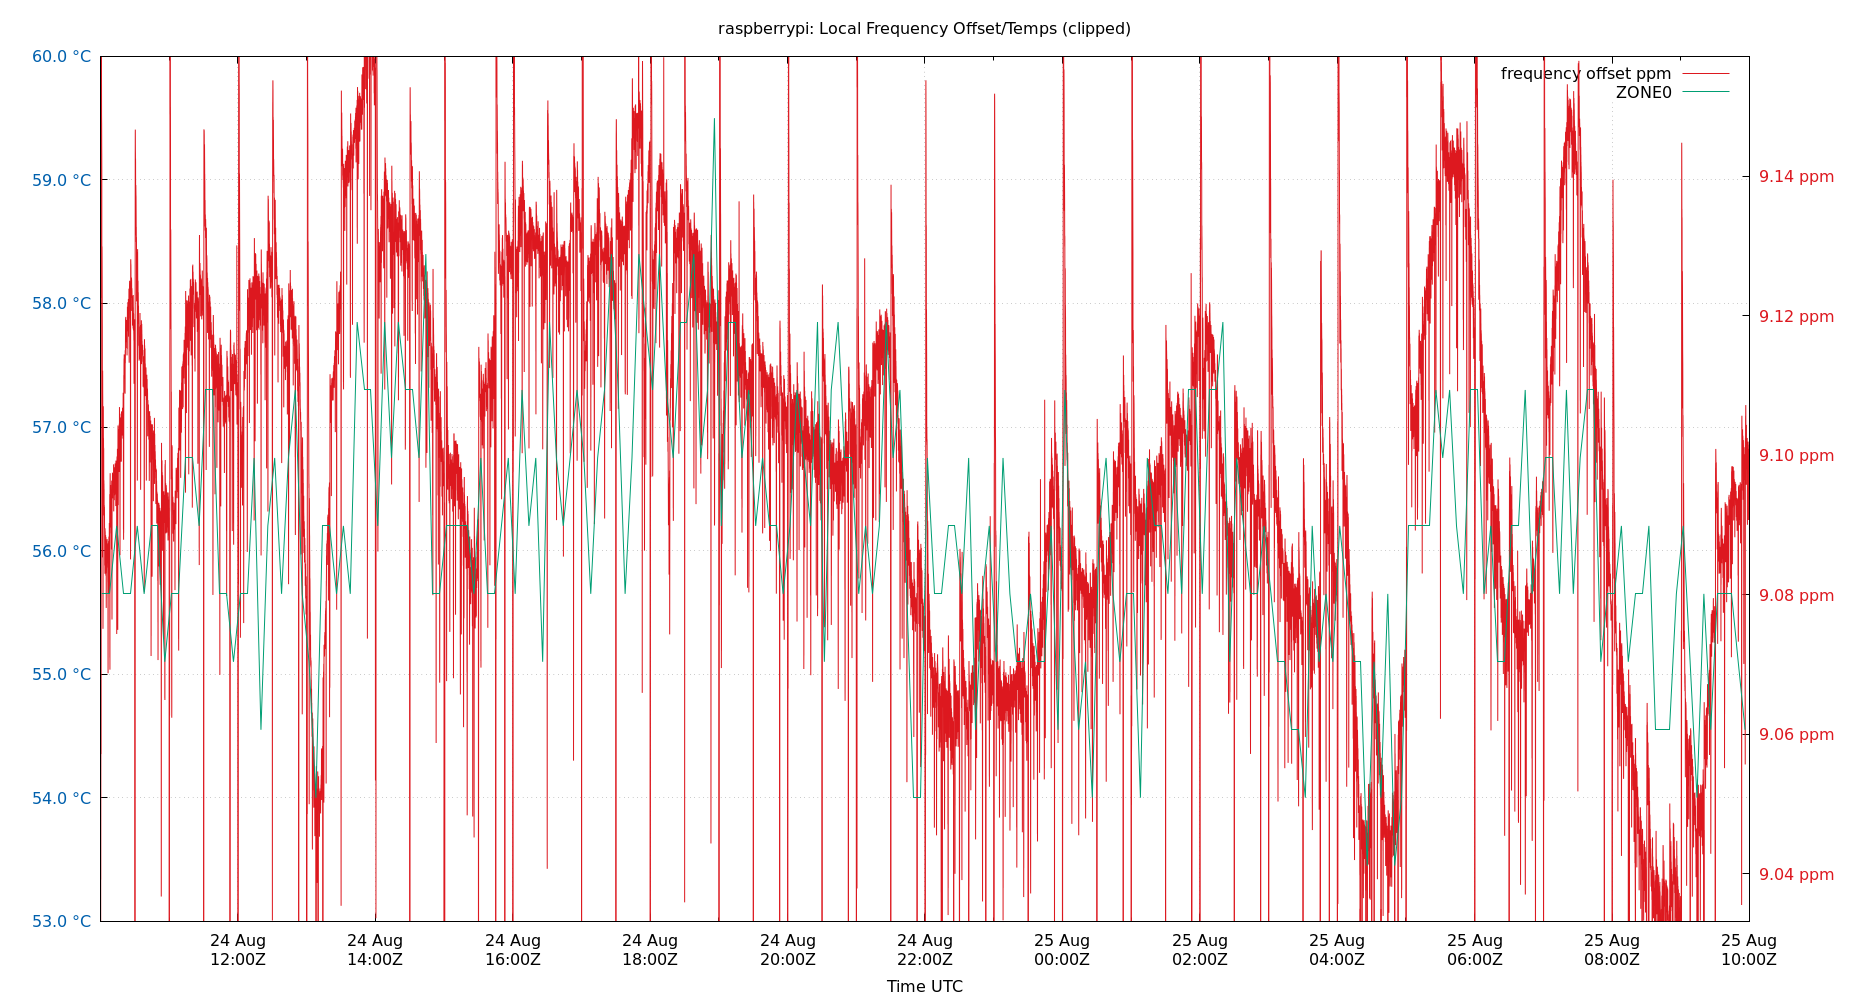 raspberrypi: Local Frequency Offset/Temps (clipped)
60.0 °C
59.0 °C
58.0 °C
57.0 °C
56.0 °C
55.0 °C
54.0 °C
53.0 °C
frequency offset ppm
ZONE0
9.14 ppm
9.12 ppm
9.10 ppm
9.08 ppm
9.06 ppm
9.04 ppm
24 Aug
12:00Z
24 Aug
14:00Z
24 Aug
16:00Z
24 Aug
18:00Z
24 Aug
20:00Z
24 Aug
22:00Z
25 Aug
00:00Z
25 Aug
02:00Z
25 Aug
04:00Z
25 Aug
06:00Z
25 Aug
08:00Z
25 Aug
10:00Z
Time UTC